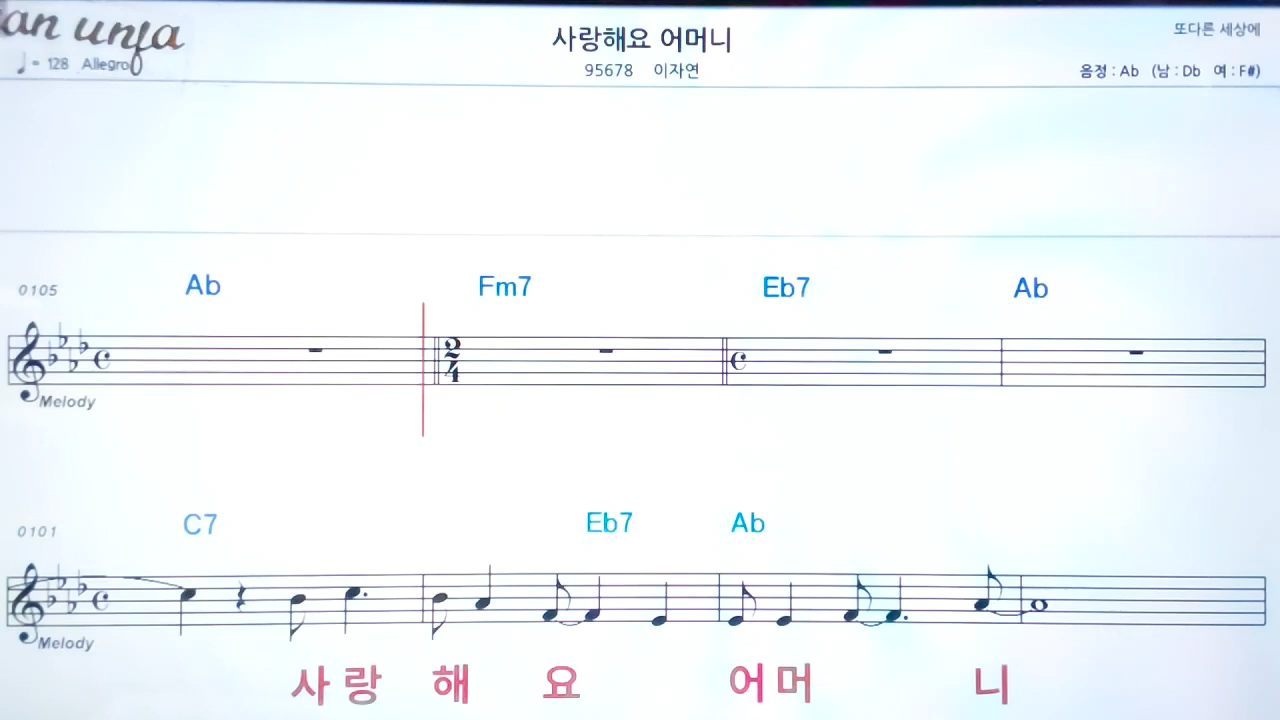 사랑해요 어머니
또다른 세상에
♩= 128 Allegro
95678 이자연
음정 : Ab (남 : Db 여 : F#)
0105 Ab Fm7 Eb7 Ab
2
4
Melody
0101 C7 Eb7 Ab
Melody
사 랑 해 요 어 머 니